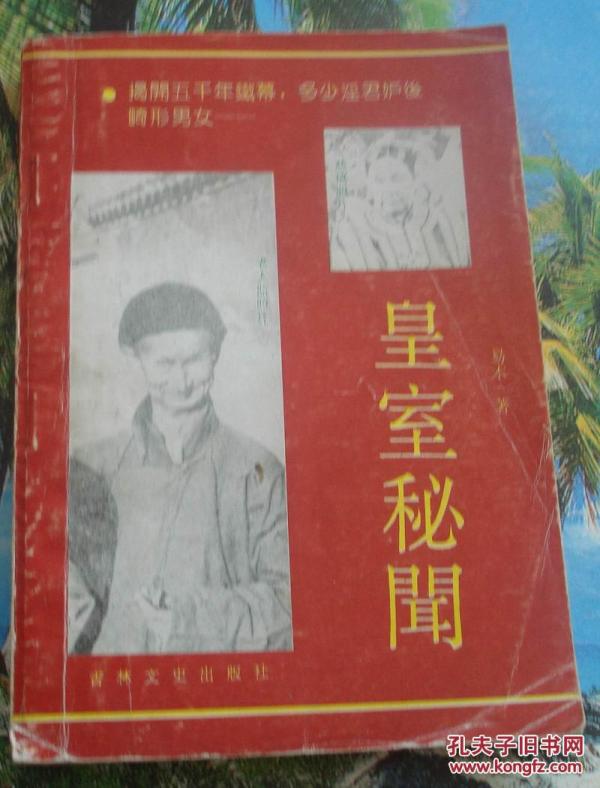 揭開五千年鐵幕，多少淫君妒後
畸形男女——
皇室秘聞
易木 著
吉林文史出版社
孔夫子旧书网
www.kongfz.com